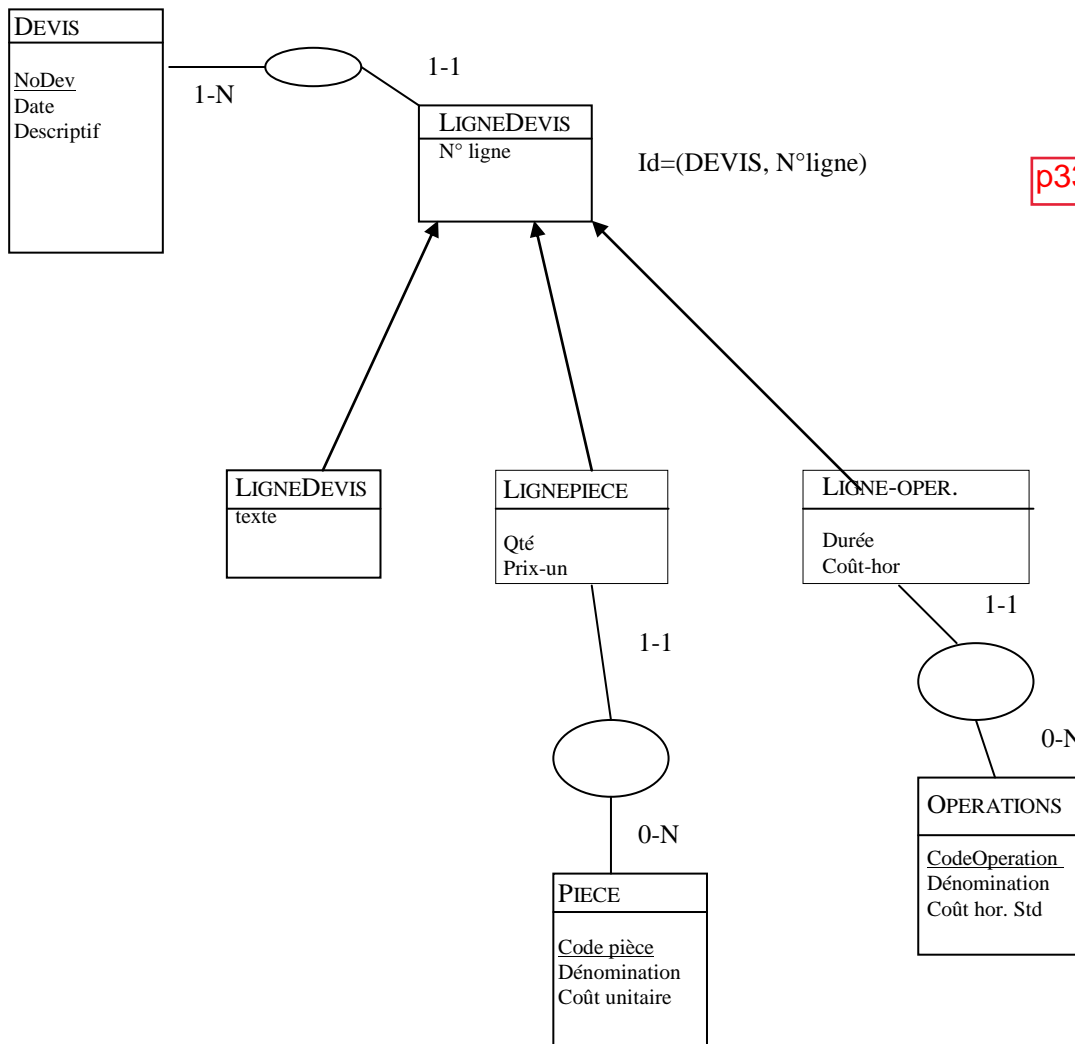 DEVIS
NoDev
Date
Descriptif
1-N
1-1
LIGNEDEVIS
N° ligne
Id=(DEVIS, N°ligne)
p33
LIGNEDEVIS
texte
LIGNEPIECE
Qté
Prix-un
LIGNE-OPER.
Durée
Coût-hor
1-1
1-1
0-N
0-N
OPERATIONS
CodeOperation
Dénomination
Coût hor. Std
PIECE
Code pièce
Dénomination
Coût unitaire